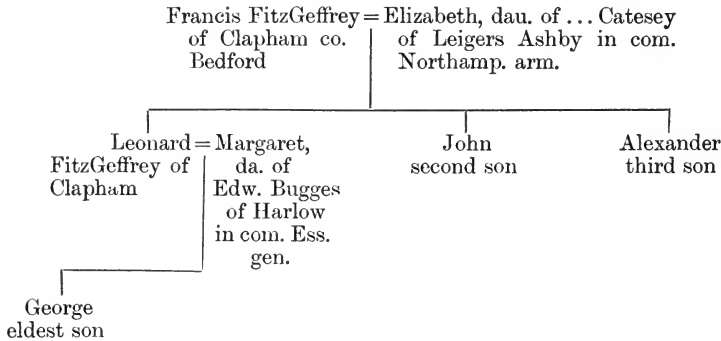 Francis FitzGeffrey = Elizabeth, dau. of ... Catesey
of Clapham co.
Bedford
of Leigers Ashby in com.
Northamp. arm.
Leonard = Margaret,
FitzGeffrey of
Clapham
da. of
Edw. Bugges
of Harlow
in com. Ess.
gen.
John
second son
Alexander
third son
George
eldest son